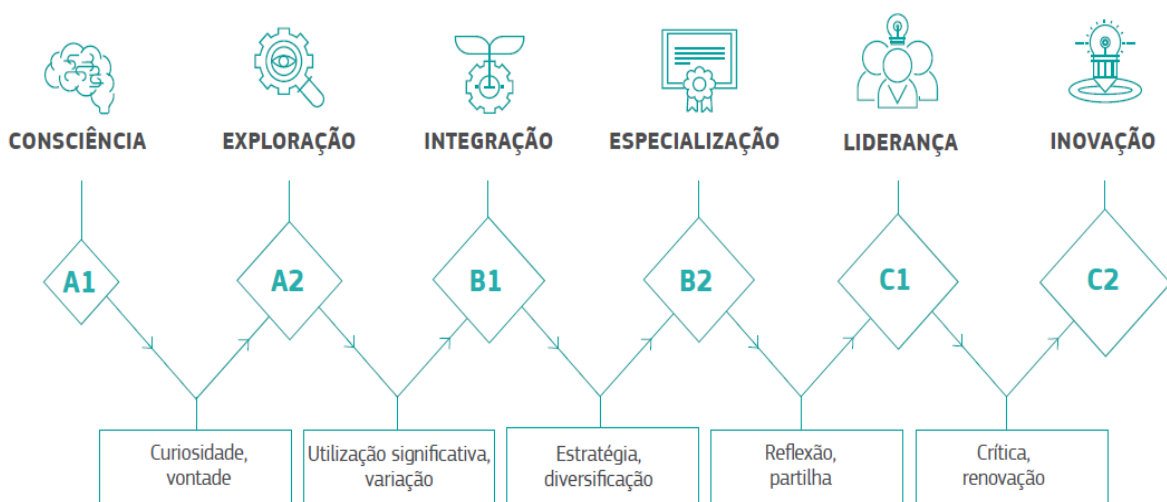 CONSCIÊNCIA
EXPLORAÇÃO
INTEGRAÇÃO
ESPECIALIZAÇÃO
LIDERANÇA
INOVAÇÃO
A1
A2
B1
B2
C1
C2
Curiosidade,
vontade
Utilização significativa,
variação
Estratégia,
diversificação
Reflexão,
partilha
Crítica,
renovação